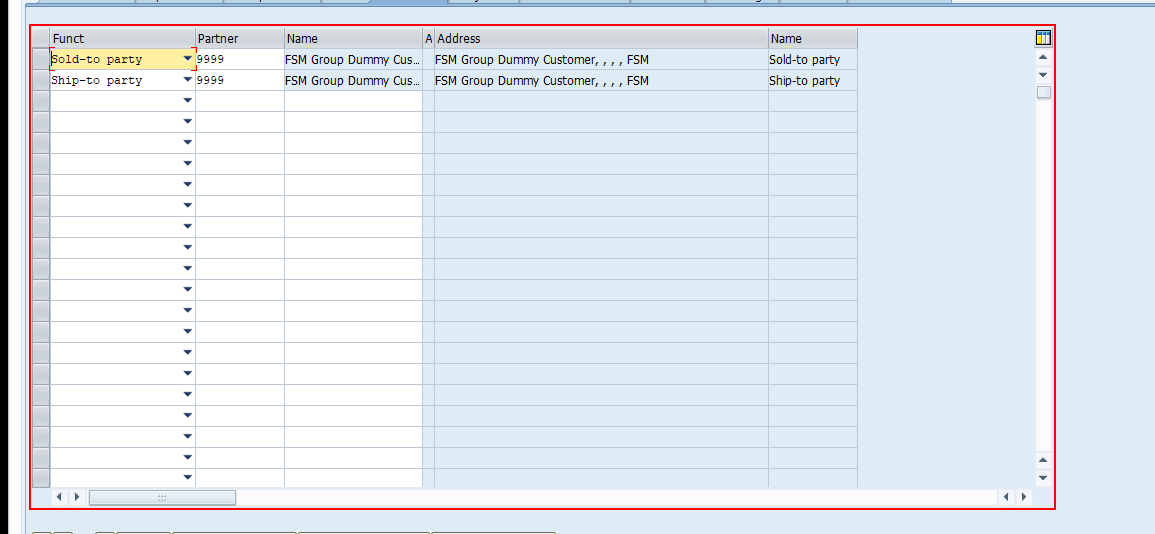 Funct Partner Name A Address Name
Sold-to party 9999 FSM Group Dummy Cus... FSM Group Dummy Customer, , , , FSM Sold-to party
Ship-to party 9999 FSM Group Dummy Cus... FSM Group Dummy Customer, , , , FSM Ship-to party